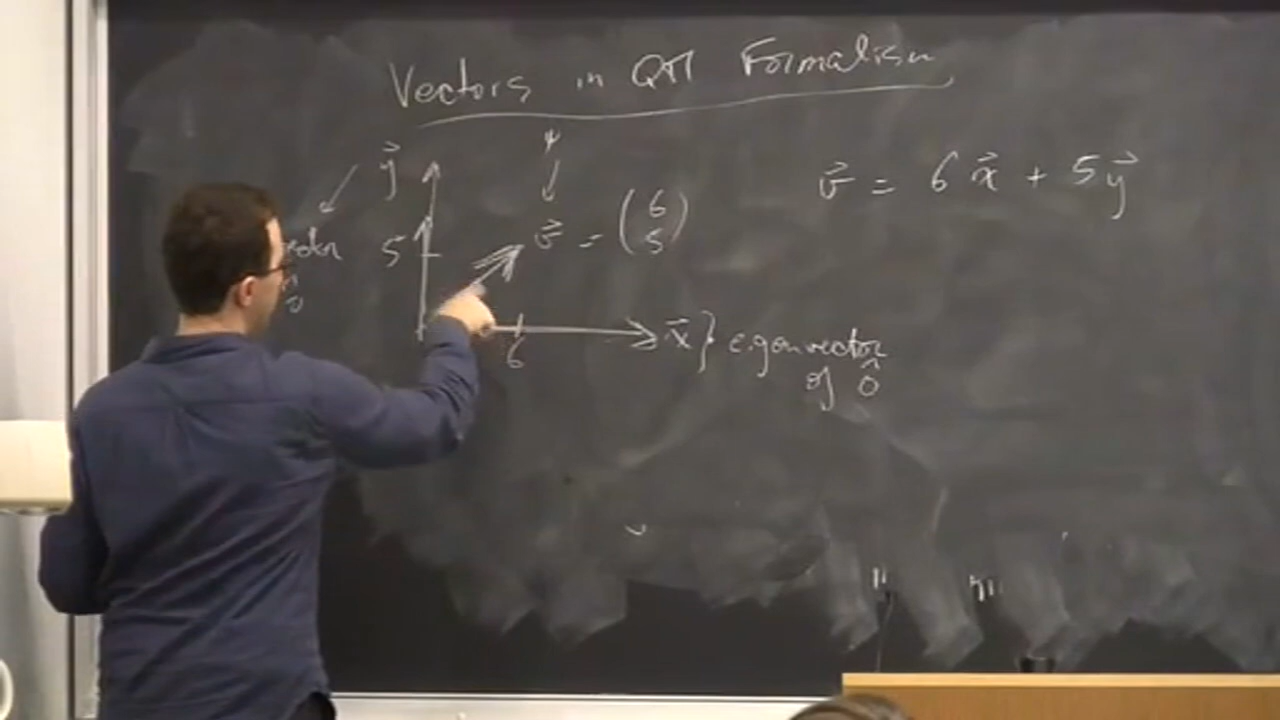 Vectors in QM Formalism
ψ
y⃗
v⃗ = (6 5)
v⃗ = 6 x⃗ + 5 y⃗
5
6
x⃗ } eigenvector
of Ô